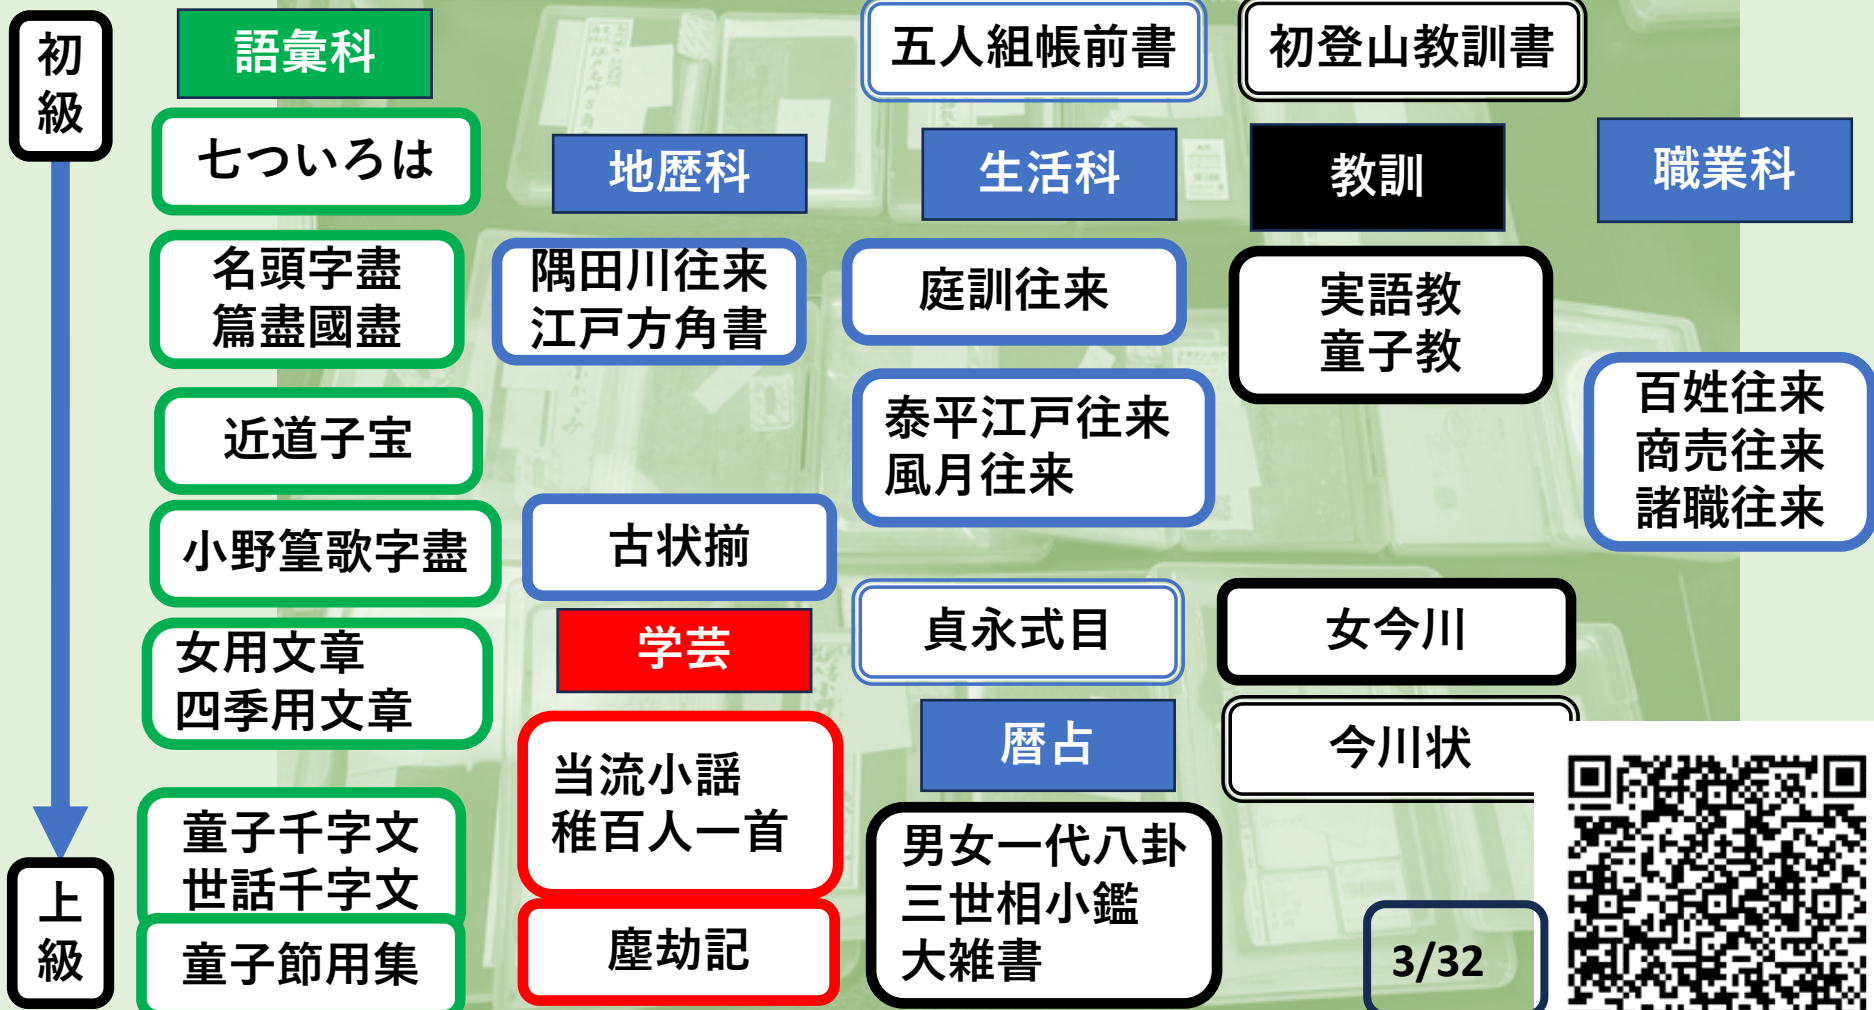 初
級
語彙科
七ついろは
名頭字盡
篇盡國盡
近道子宝
小野篁歌字盡
女用文章
四季用文章
童子千字文
世話千字文
童子節用集
上
級
地歴科
隅田川往来
江戸方角書
古状揃
学芸
当流小謡
稚百人一首
塵劫記
五人組帳前書
生活科
庭訓往来
泰平江戸往来
風月往来
貞永式目
暦占
男女一代八卦
三世相小鑑
大雑書
初登山教訓書
教訓
実語教
童子教
女今川
今川状
職業科
百姓往来
商売往来
諸職往来
3/32